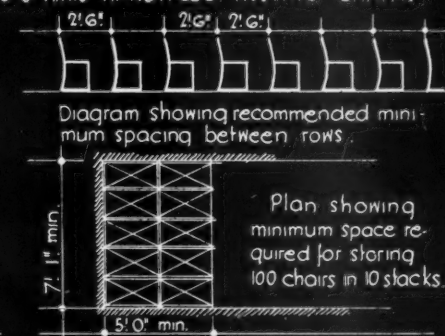 2'.6" 2'.6" 2'.6"
Diagram showing recommended mini-
mum spacing between rows.
7'. 1" min.
Plan showing
minimum space re-
quired for storing
100 chairs in 10 stacks.
5'.0" min.